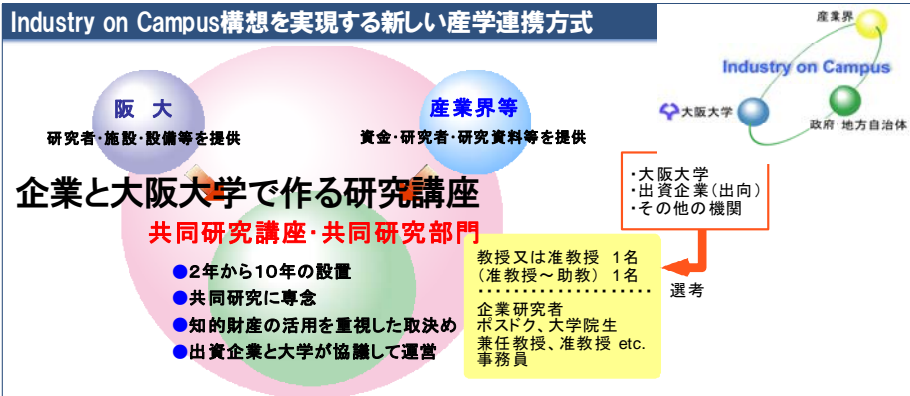 Industry on Campus構想を実現する新しい産学連携方式
産業界
Industry on Campus
大阪大学
政府・地方自治体
阪 大
研究者・施設・設備等を提供
産業界等
資金・研究者・研究資料等を提供
企業と大阪大学で作る研究講座
共同研究講座・共同研究部門
●2年から10年の設置
●共同研究に専念
●知的財産の活用を重視した取決め
●出資企業と大学が協議して運営
・大阪大学
・出資企業(出向)
・その他の機関
選考
教授又は准教授 1名
(准教授～助教) 1名
企業研究者
ポスドク、大学院生
兼任教授、准教授 etc.
事務員